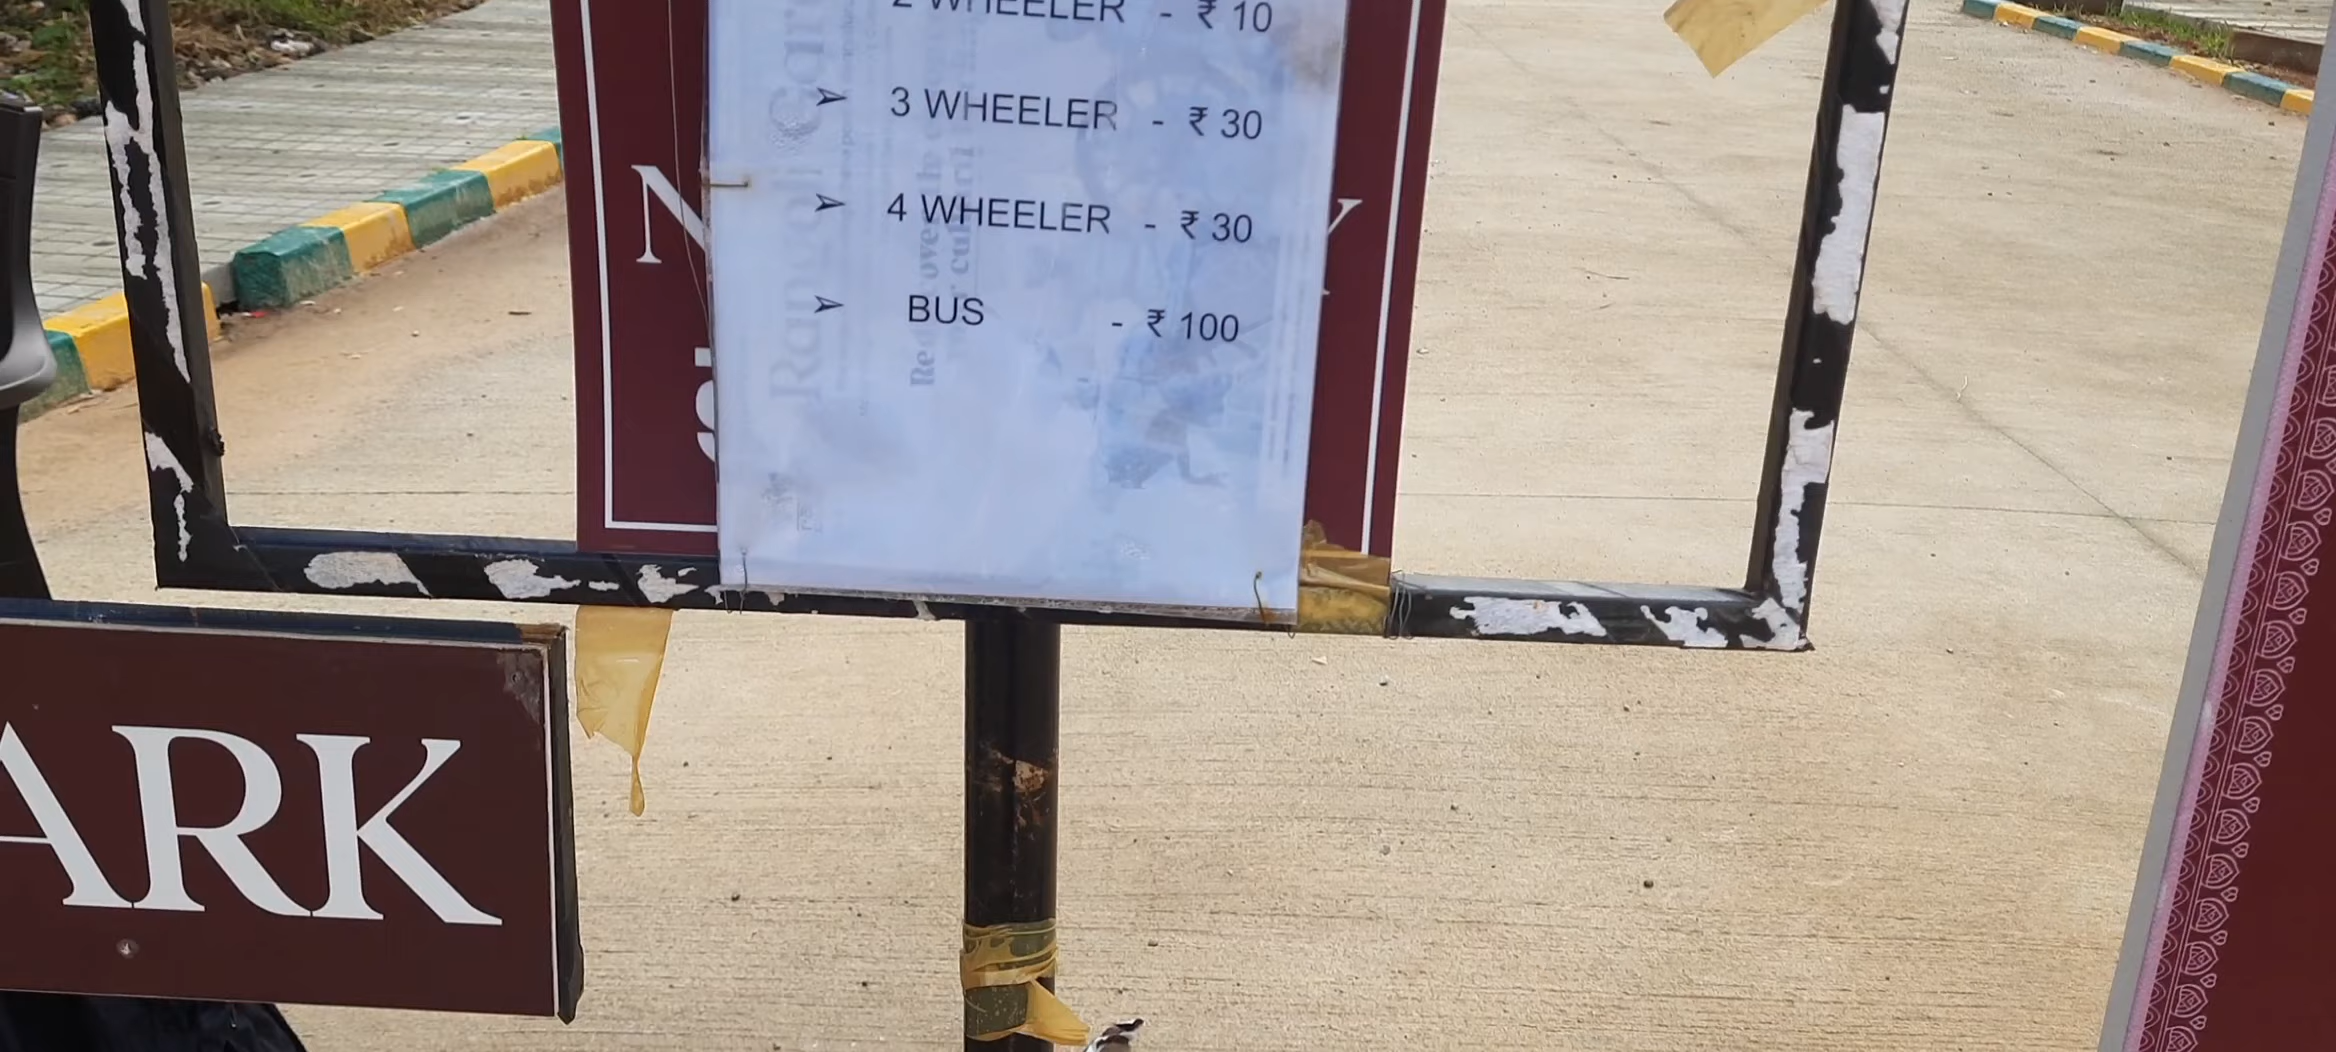 2 WHEELER - ₹ 10
➢ 3 WHEELER - ₹ 30
➢ 4 WHEELER - ₹ 30
➢ BUS - ₹ 100
ARK